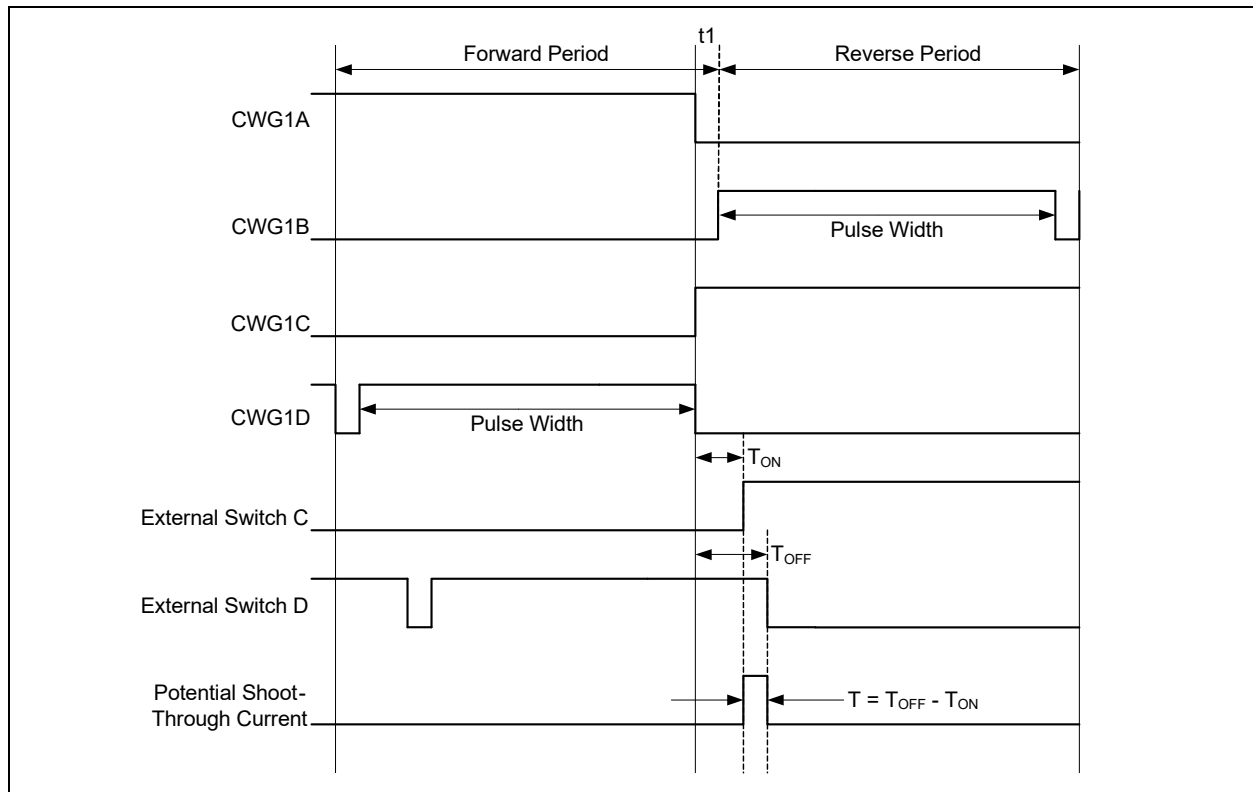 t1
Forward Period
Reverse Period
CWG1A
CWG1B
Pulse Width
CWG1C
CWG1D
Pulse Width
TON
External Switch C
TOFF
External Switch D
Potential Shoot-
Through Current
T = TOFF - TON